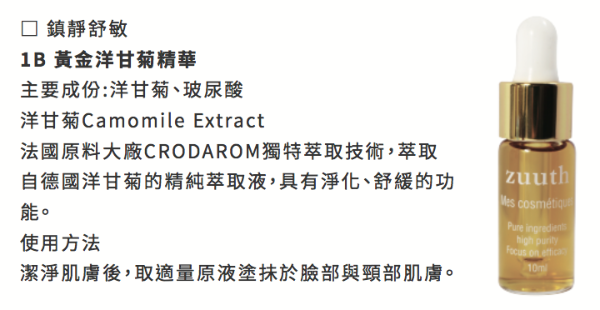 □ 鎮靜舒敏
1B 黃金洋甘菊精華
主要成份:洋甘菊、玻尿酸
洋甘菊Camomile Extract
法國原料大廠CRODAROM獨特萃取技術,萃取
自德國洋甘菊的精純萃取液,具有淨化、舒緩的功
能。
使用方法
潔淨肌膚後,取適量原液塗抹於臉部與頸部肌膚。
zuuth
Mes cosmétiques
Pure ingredients
high purity
Focus on efficacy
10ml